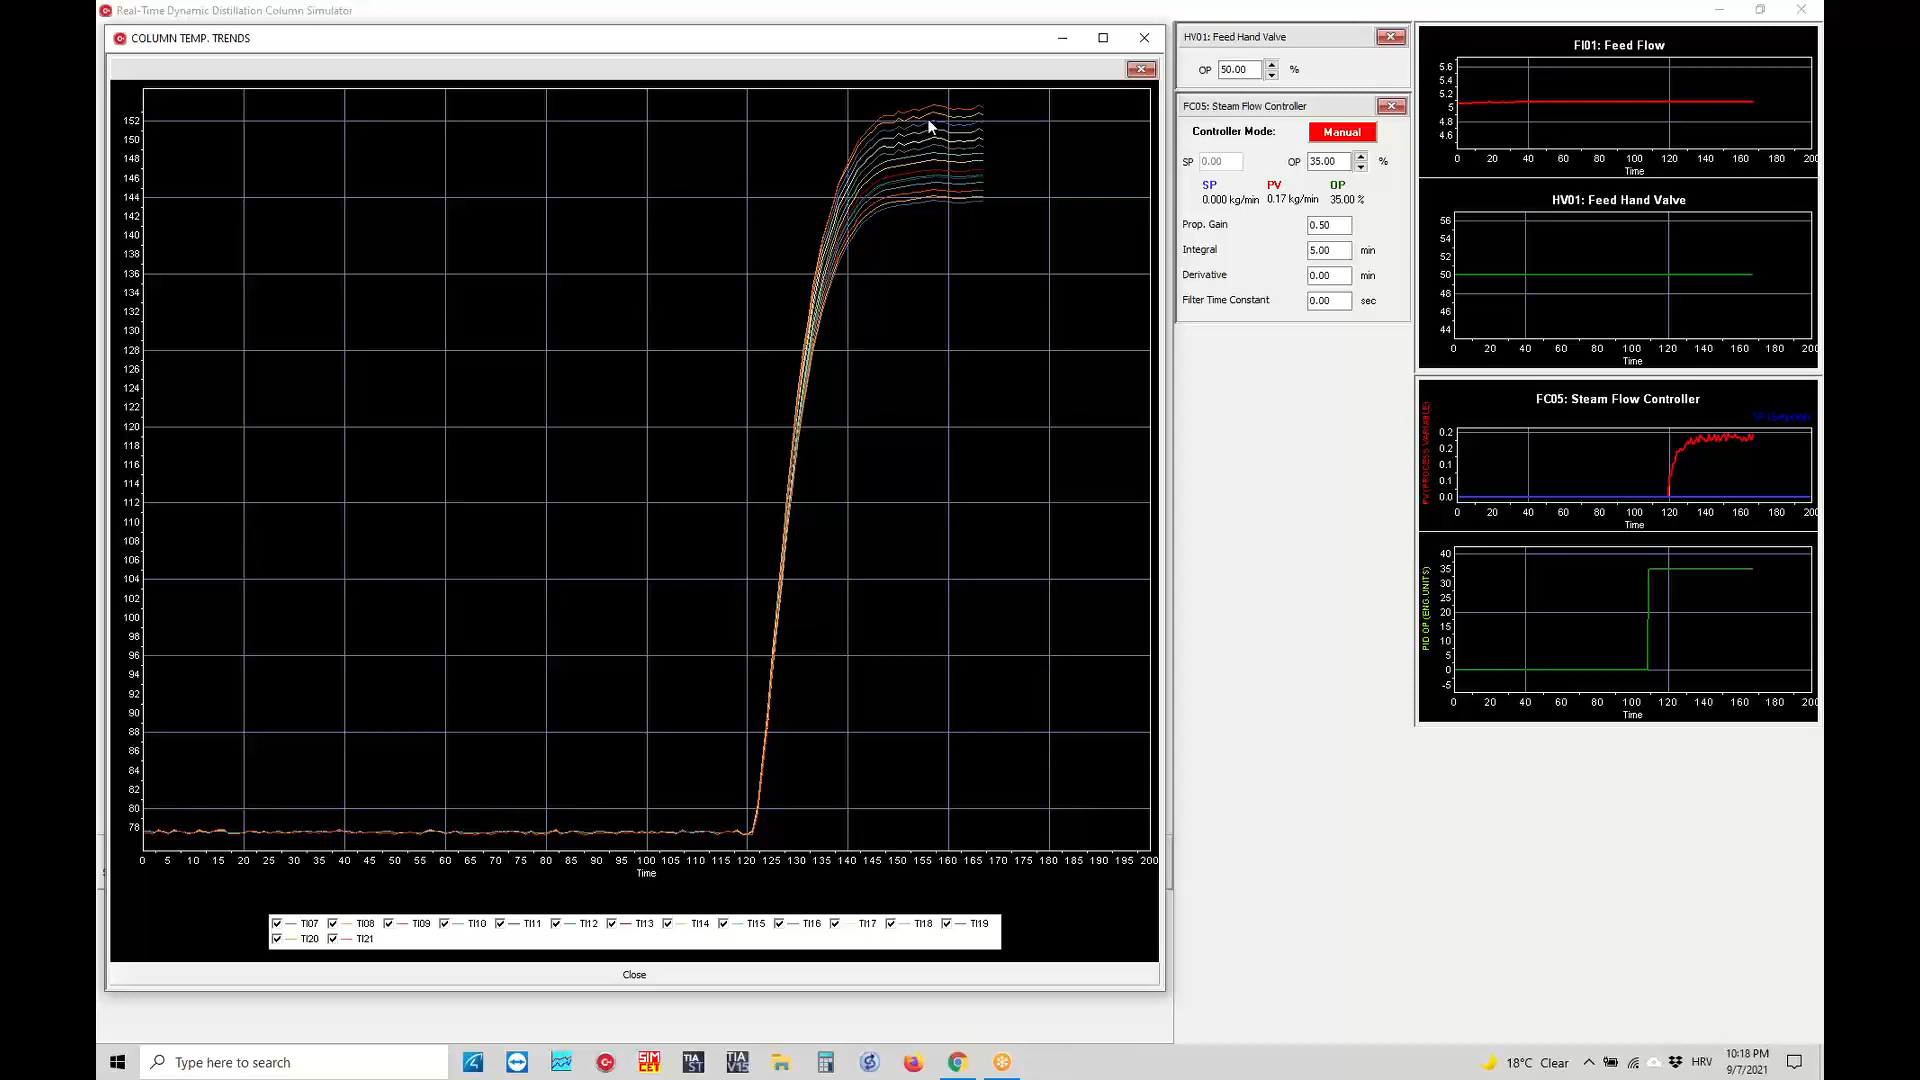 Real-Time Dynamic Distillation Column Simulator
COLUMN TEMP. TRENDS
152
150
148
146
144
142
140
138
136
134
132
130
128
126
124
122
120
118
116
114
112
110
108
106
104
102
100
98
96
94
92
90
88
86
84
82
80
78
0 5 10 15 20 25 30 35 40 45 50 55 60 65 70 75 80 85 90 95 100 105 110 115 120 125 130 135 140 145 150 155 160 165 170 175 180 185 190 195 200
Time
TI07 TI08 TI09 TI10 TI11 TI12 TI13 TI14 TI15 TI16 TI17 TI18 TI19
TI20 TI21
Close
HV01: Feed Hand Valve
OP 50.00 %
FC05: Steam Flow Controller
Controller Mode: Manual
SP 0.00 OP 35.00 %
SP PV OP
0.000 kg/min 0.17 kg/min 35.00 %
Prop. Gain 0.50
Integral 5.00 min
Derivative 0.00 min
Filter Time Constant 0.00 sec
FI01: Feed Flow
5.6
5.4
5.2
5
4.8
4.6
0 20 40 60 80 100 120 140 160 180 200
Time
HV01: Feed Hand Valve
56
54
52
50
48
46
44
0 20 40 60 80 100 120 140 160 180 200
Time
FC05: Steam Flow Controller
PV (PROCESS VARIABLE)
0.2
0.2
0.1
0.1
0.0
0 20 40 60 80 100 120 140 160 180 200
Time
PID OP (ENG.UNITS)
40
35
30
25
20
15
10
5
0
-5
0 20 40 60 80 100 120 140 160 180 200
Time
Type here to search
SIM
CET
TIA
ST
TIA
V15
18°C Clear
HRV
10:18 PM
9/7/2021